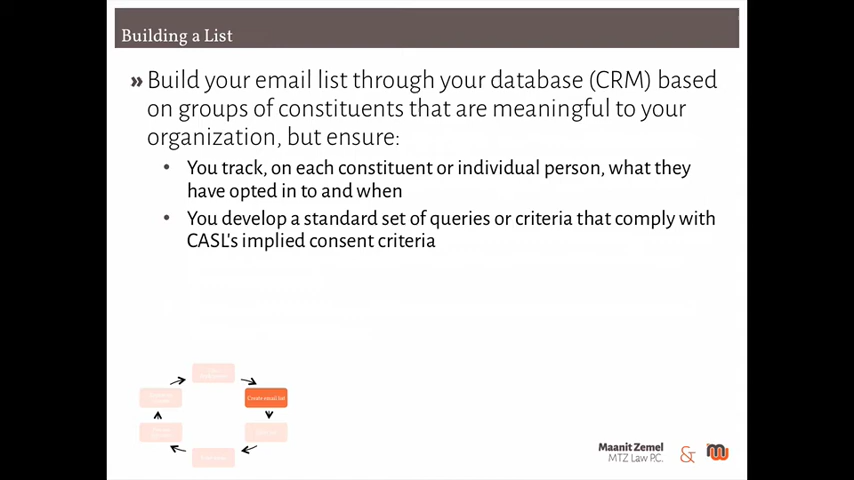 Building a List
» Build your email list through your database (CRM) based
on groups of constituents that are meaningful to your
organization, but ensure:
• You track, on each constituent or individual person, what they
have opted in to and when
• You develop a standard set of queries or criteria that comply with
CASL's implied consent criteria
Create email list
Maanit Zemel
MTZ Law P.C.
&